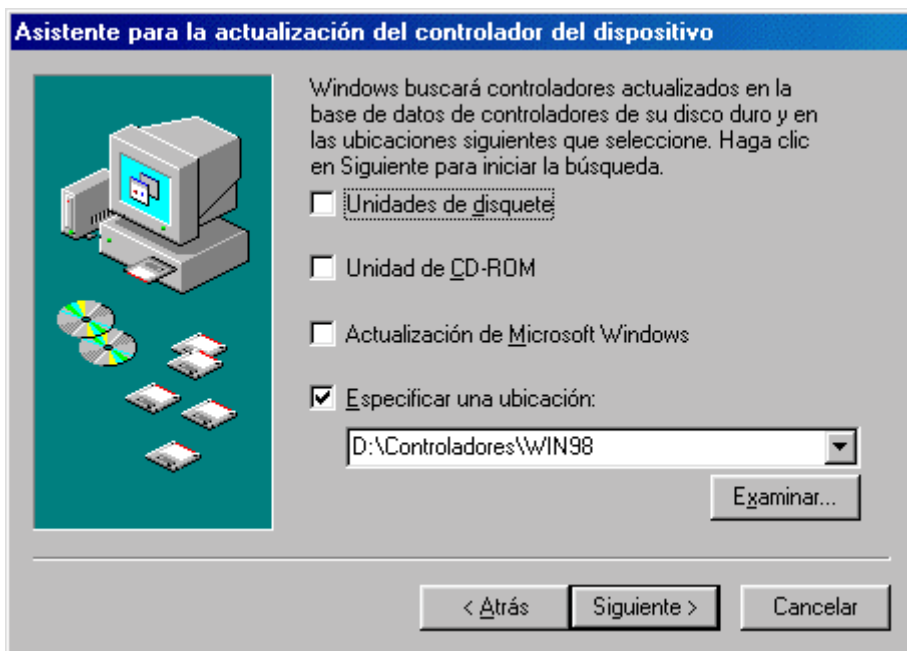 Asistente para la actualización del controlador del dispositivo
Windows buscará controladores actualizados en la
base de datos de controladores de su disco duro y en
las ubicaciones siguientes que seleccione. Haga clic
en Siguiente para iniciar la búsqueda.
Unidades de disquete
Unidad de CD-ROM
Actualización de Microsoft Windows
Especificar una ubicación:
D:\Controladores\WIN98
Examinar...
< Atrás
Siguiente >
Cancelar